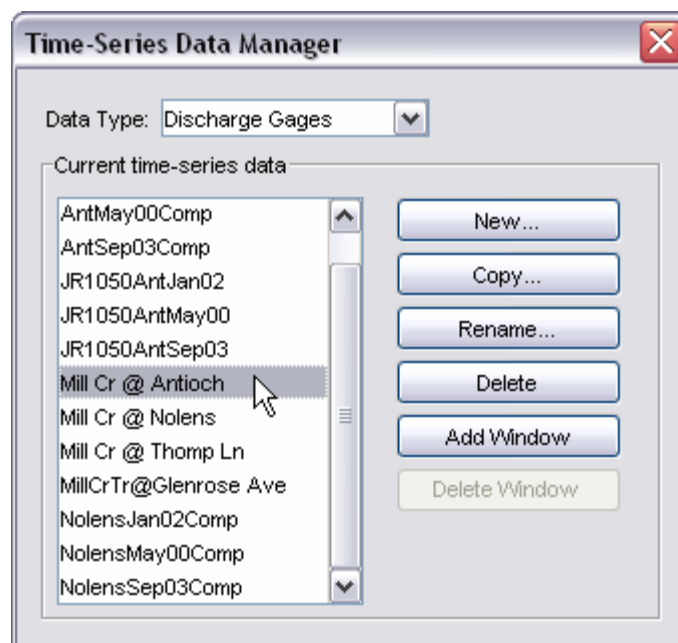 Time-Series Data Manager
Data Type: Discharge Gages
Current time-series data
AntMay00Comp
AntSep03Comp
JR1050AntJan02
JR1050AntMay00
JR1050AntSep03
Mill Cr @ Antioch
Mill Cr @ Nolens
Mill Cr @ Thomp Ln
MillCrTr@Glenrose Ave
NolensJan02Comp
NolensMay00Comp
NolensSep03Comp
New...
Copy...
Rename...
Delete
Add Window
Delete Window